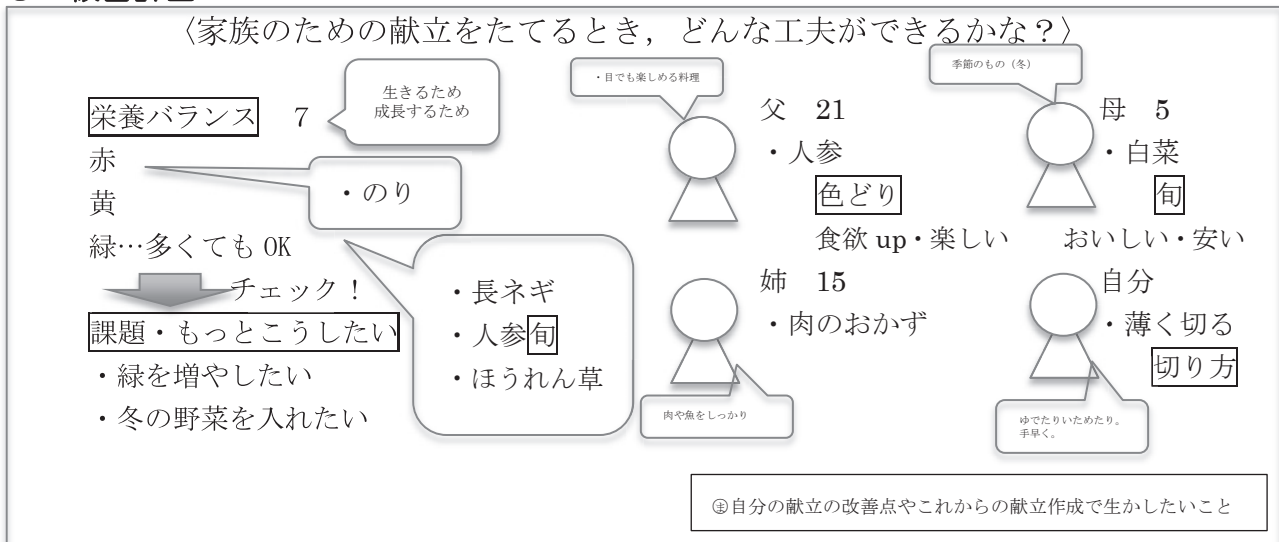 〈家族のための献立をたてるとき，どんな工夫ができるかな？〉
栄養バランス 7
生きるため
成長するため
赤
・のり
黄
緑…多くても OK
チェック！
課題・もっとこうしたい
・緑を増やしたい
・冬の野菜を入れたい
・長ネギ
・人参旬
・ほうれん草
・目でも楽しめる料理
父 21
・人参
色どり
食欲 up・楽しい
季節のもの（冬）
母 5
・白菜
旬
おいしい・安い
姉 15
・肉のおかず
肉や魚をしっかり
自分
・薄く切る
切り方
ゆでたりいためたり。
手早く。
自分の献立の改善点やこれからの献立作成で生かしたいこと